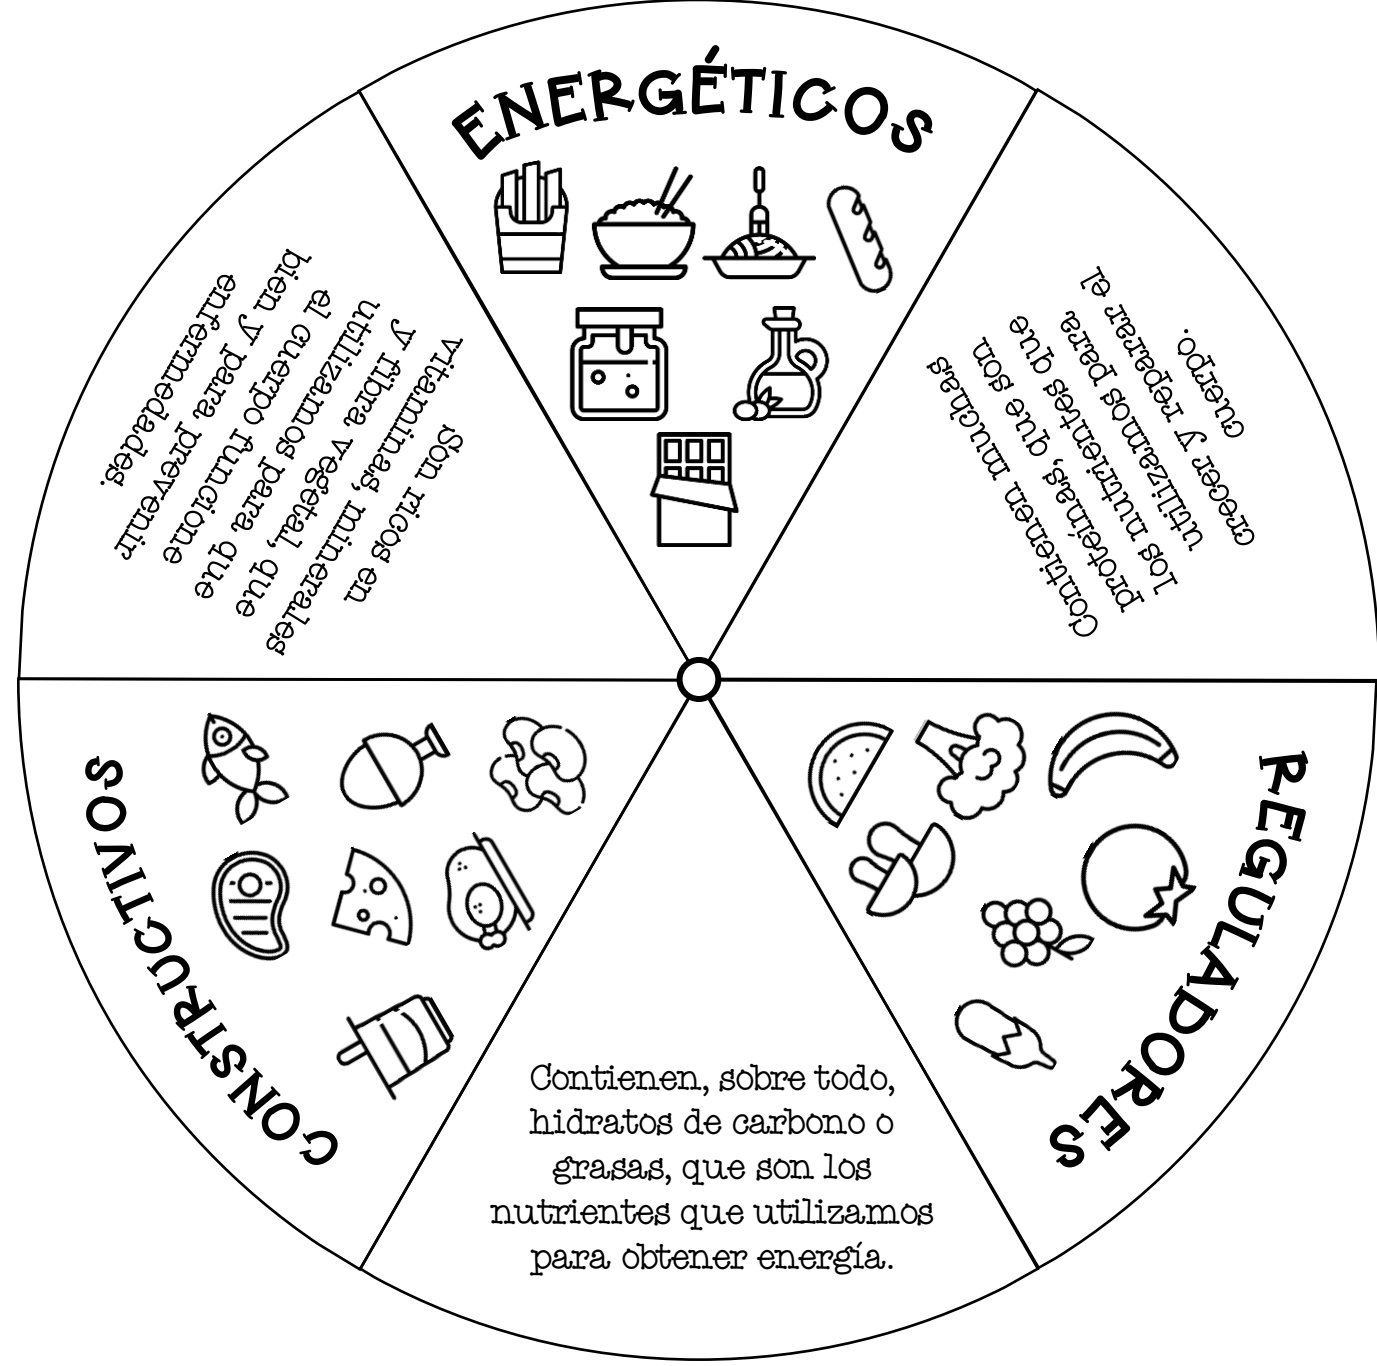 ENERGÉTICOS
Contienen muchas
proteínas, que son
los nutrientes que
utilizamos para
crecer y reparar el
cuerpo.
REGULADORES
Contienen, sobre todo,
hidratos de carbono o
grasas, que son los
nutrientes que utilizamos
para obtener energía.
CONSTRUCTIVOS
Son ricos en
vitaminas, minerales
y fibra vegetal, que
utilizamos para que
el cuerpo funcione
bien y para prevenir
enfermedades.